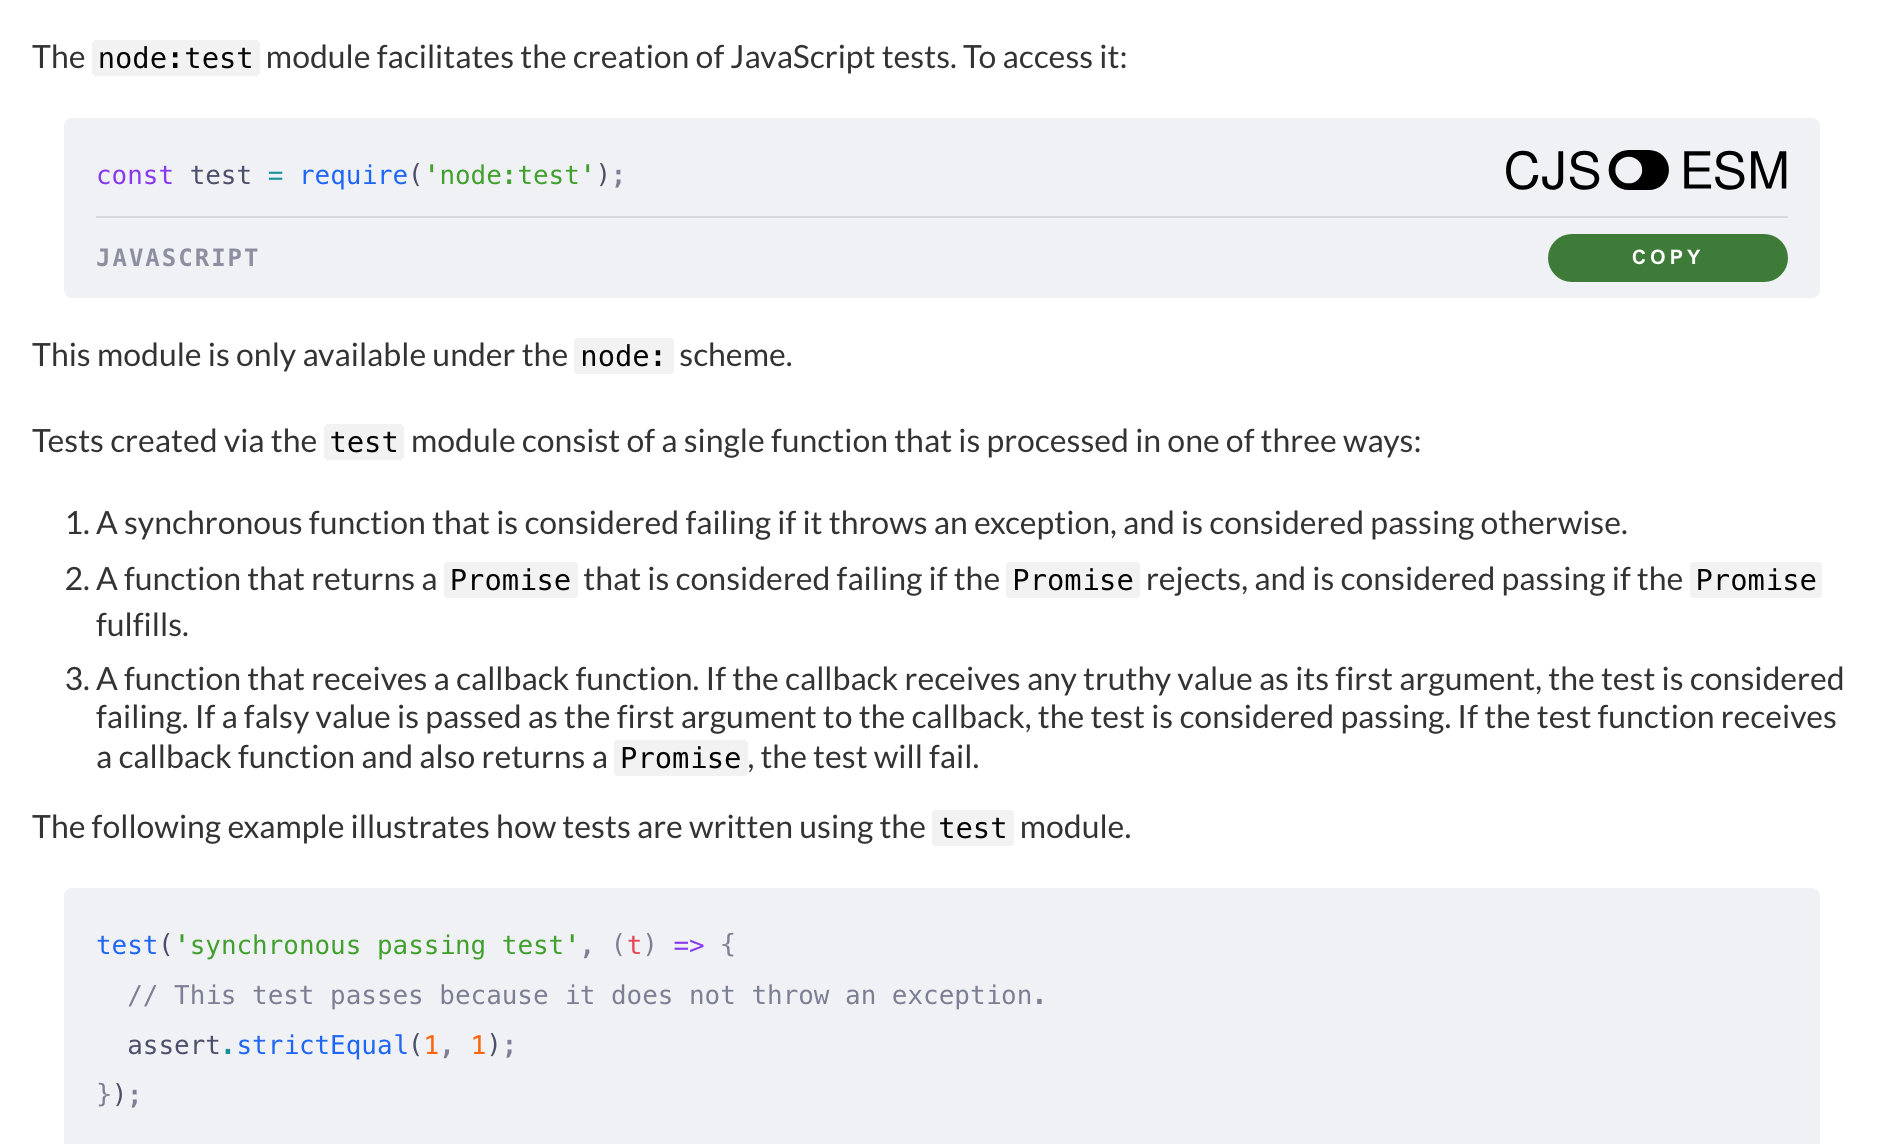 The node:test module facilitates the creation of JavaScript tests. To access it:
const test = require('node:test');
CJS ESM
JAVASCRIPT
COPY
This module is only available under the node: scheme.
Tests created via the test module consist of a single function that is processed in one of three ways:
1. A synchronous function that is considered failing if it throws an exception, and is considered passing otherwise.
2. A function that returns a Promise that is considered failing if the Promise rejects, and is considered passing if the Promise
fulfills.
3. A function that receives a callback function. If the callback receives any truthy value as its first argument, the test is considered
failing. If a falsy value is passed as the first argument to the callback, the test is considered passing. If the test function receives
a callback function and also returns a Promise, the test will fail.
The following example illustrates how tests are written using the test module.
test('synchronous passing test', (t) => {
  // This test passes because it does not throw an exception.
  assert.strictEqual(1, 1);
});